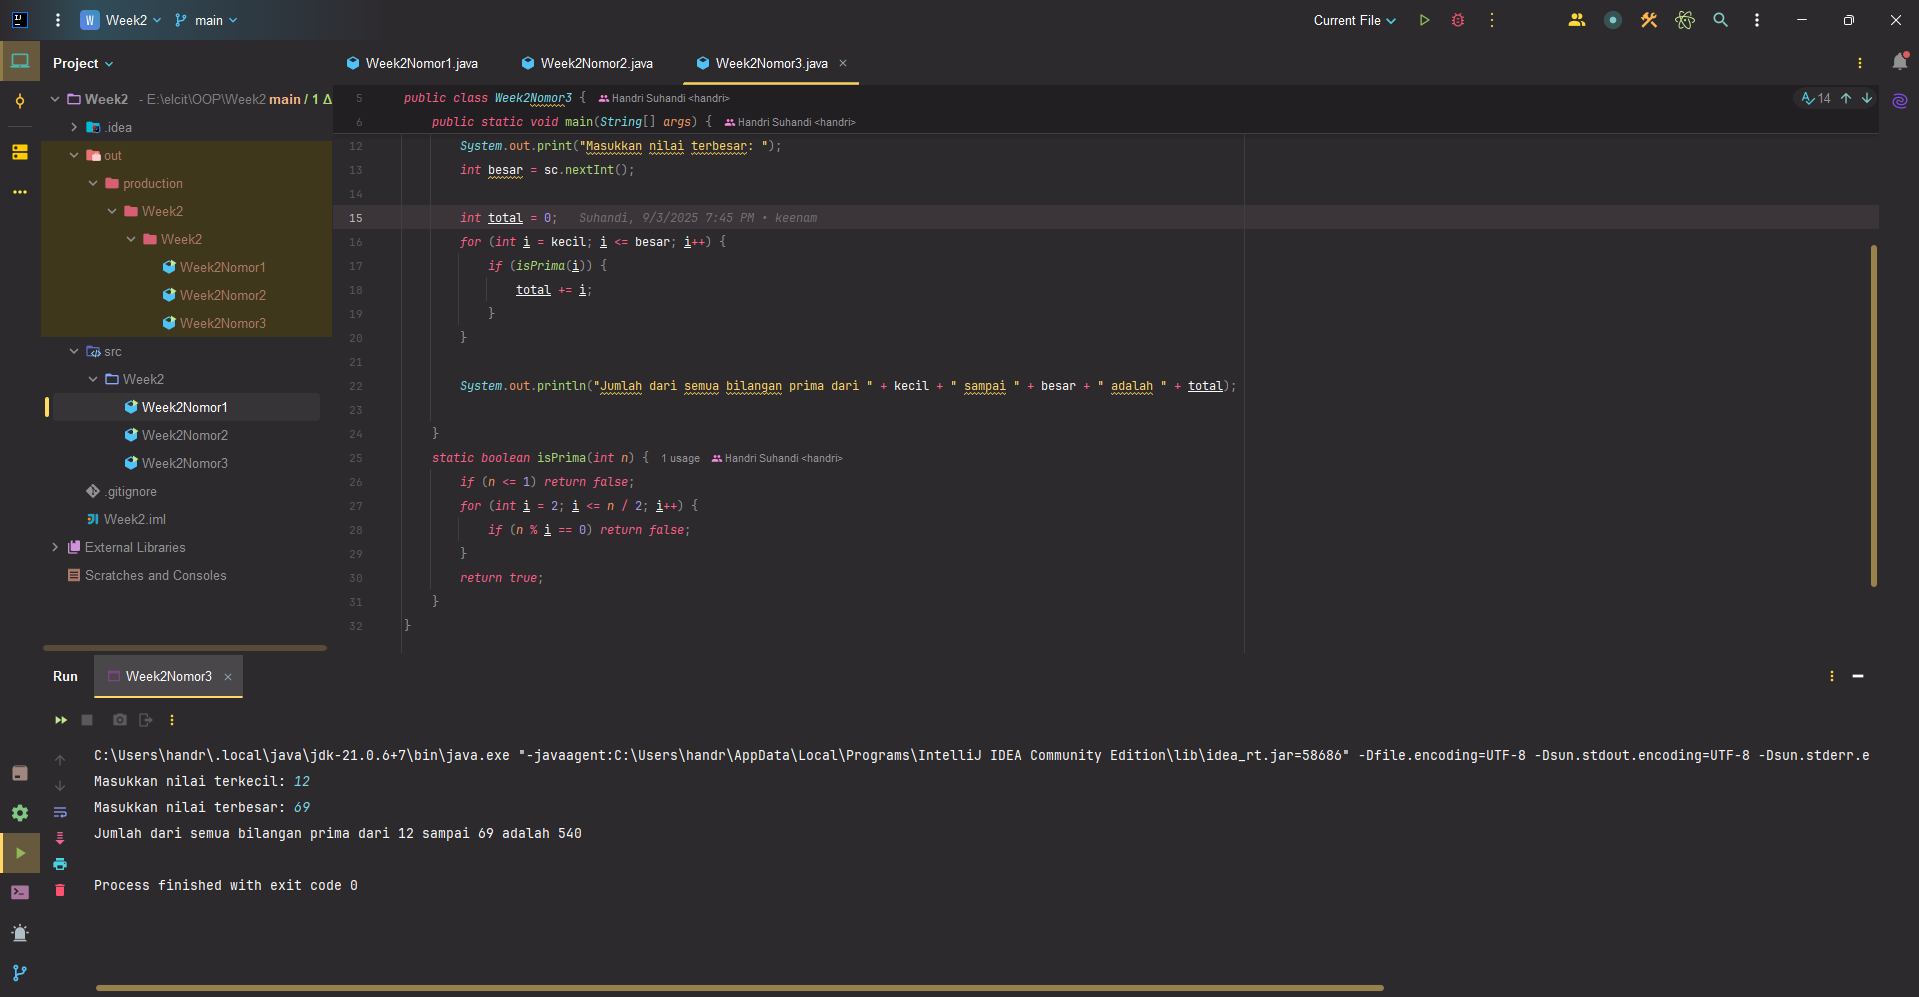 W Week2 main Current File
Project
Week2Nomor1.java Week2Nomor2.java Week2Nomor3.java
Week2 - E:\elcit\OOP\Week2 main / 1 Δ
.idea
out
production
Week2
Week2
Week2Nomor1
Week2Nomor2
Week2Nomor3
src
Week2
Week2Nomor1
Week2Nomor2
Week2Nomor3
.gitignore
Week2.iml
External Libraries
Scratches and Consoles
5 public class Week2Nomor3 { Handri Suhandi <handri>
14
6 public static void main(String[] args) { Handri Suhandi <handri>
12 System.out.print("Masukkan nilai terbesar: ");
13 int besar = sc.nextInt();
14
15 int total = 0; Suhandi, 9/3/2025 7:45 PM • keenam
16 for (int i = kecil; i <= besar; i++) {
17 if (isPrima(i)) {
18 total += i;
19 }
20 }
21
22 System.out.println("Jumlah dari semua bilangan prima dari " + kecil + " sampai " + besar + " adalah " + total);
23
24 }
25 static boolean isPrima(int n) { 1 usage Handri Suhandi <handri>
26 if (n <= 1) return false;
27 for (int i = 2; i <= n / 2; i++) {
28 if (n % i == 0) return false;
29 }
30 return true;
31 }
32 }
Run Week2Nomor3
C:\Users\handr\.local\java\jdk-21.0.6+7\bin\java.exe "-javaagent:C:\Users\handr\AppData\Local\Programs\IntelliJ IDEA Community Edition\lib\idea_rt.jar=58686" -Dfile.encoding=UTF-8 -Dsun.stdout.encoding=UTF-8 -Dsun.stderr.e
Masukkan nilai terkecil: 12
Masukkan nilai terbesar: 69
Jumlah dari semua bilangan prima dari 12 sampai 69 adalah 540
Process finished with exit code 0